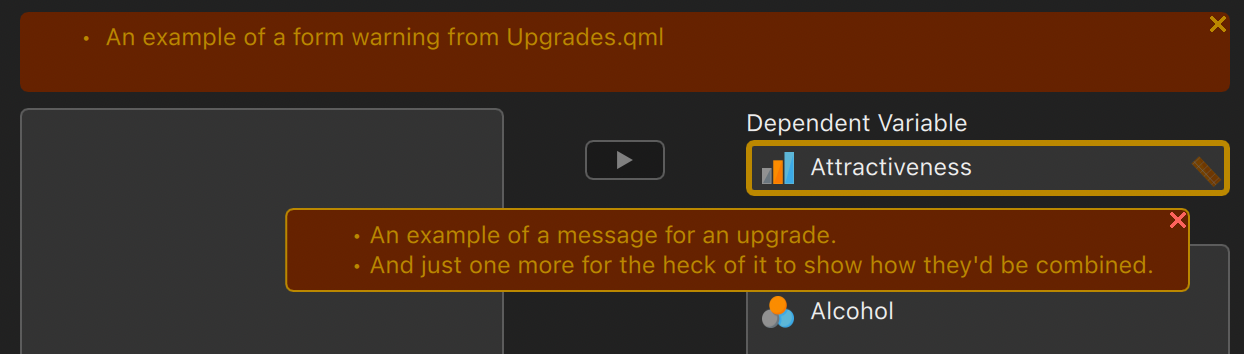 • An example of a form warning from Upgrades.qml
Dependent Variable
Attractiveness
• An example of a message for an upgrade.
• And just one more for the heck of it to show how they'd be combined.
Alcohol